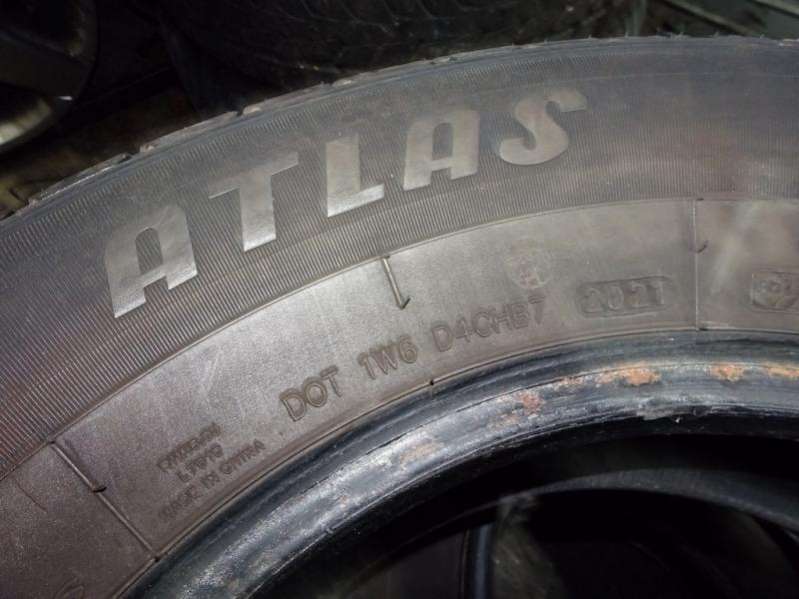 ATLAS
DOT 1W6 D4CHB7 2021
MADE IN CHINA